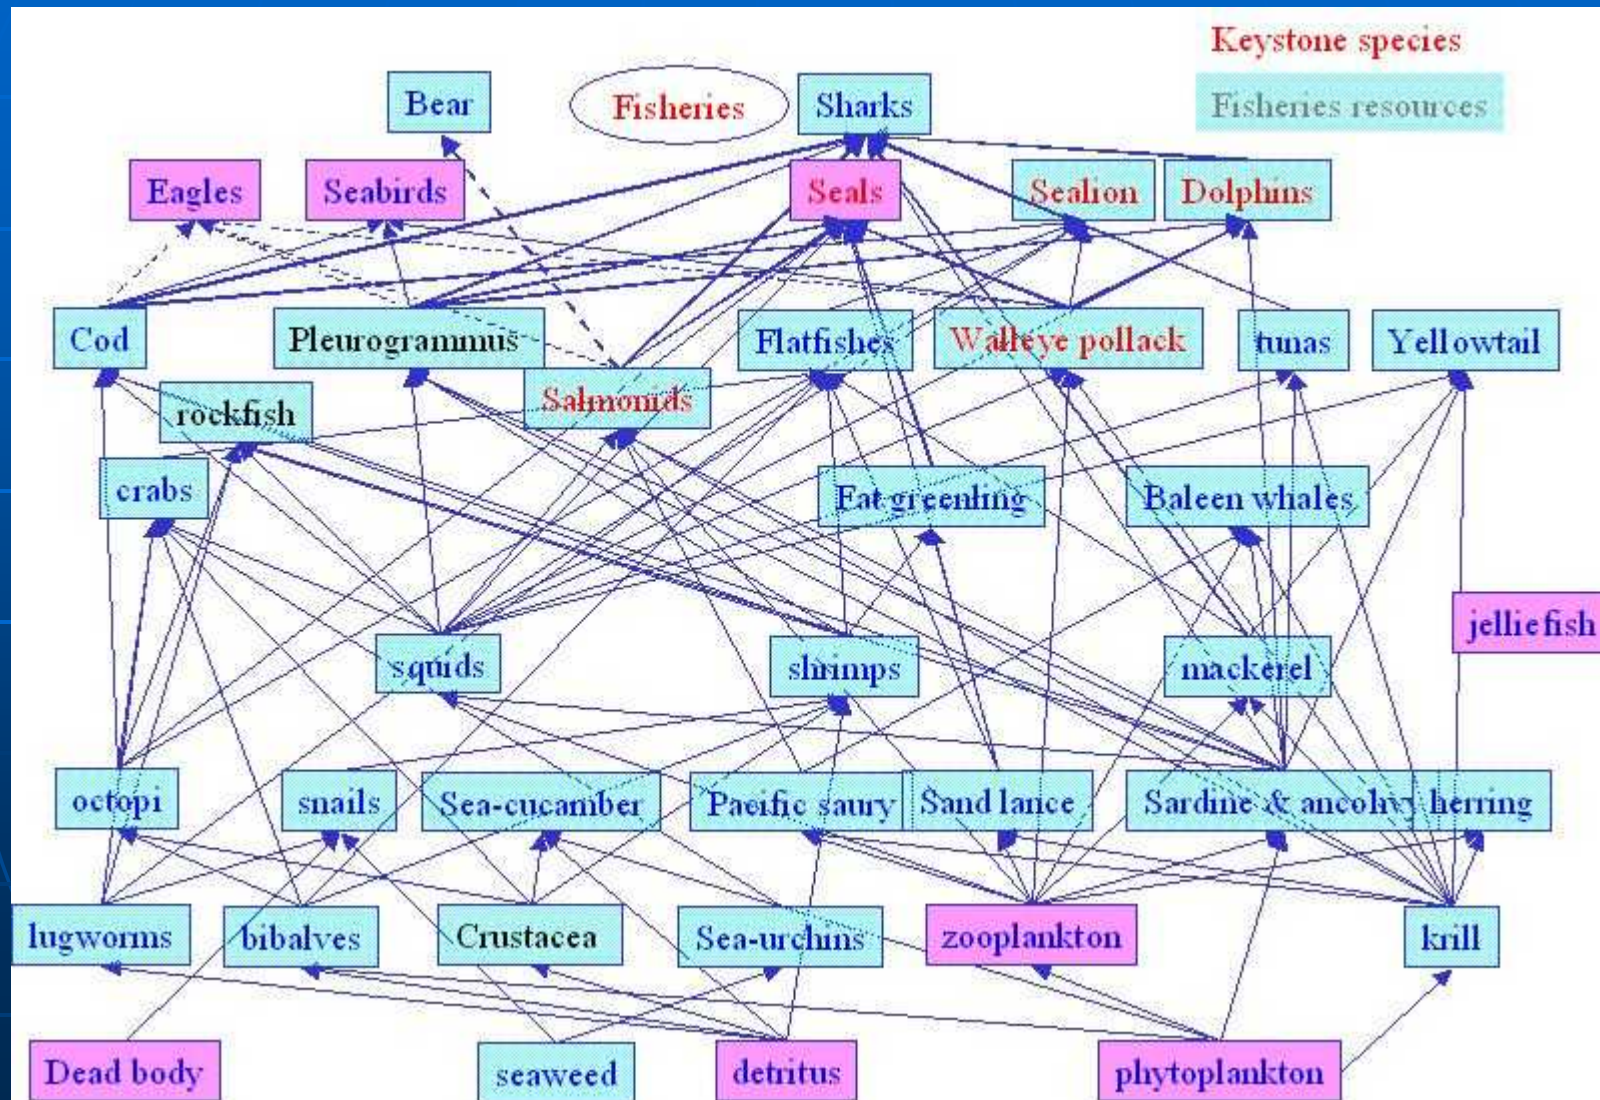 Keystone species
Bear
Fisheries
Sharks
Fisheries resources
Eagles
Seabirds
Seals
Sealion
Dolphins
Cod
Pleurogrammus
Flatfishes
Walleye pollack
tunas
Yellowtail
rockfish
Salmonids
crabs
Fat greenling
Baleen whales
jelliefish
squids
shrimps
mackerel
octopi
snails
Sea-cucamber
Pacific saury
Sand lance
Sardine & ancohvy
herring
lugworms
bibalves
Crustacea
Sea-urchins
zooplankton
krill
Dead body
seaweed
detritus
phytoplankton